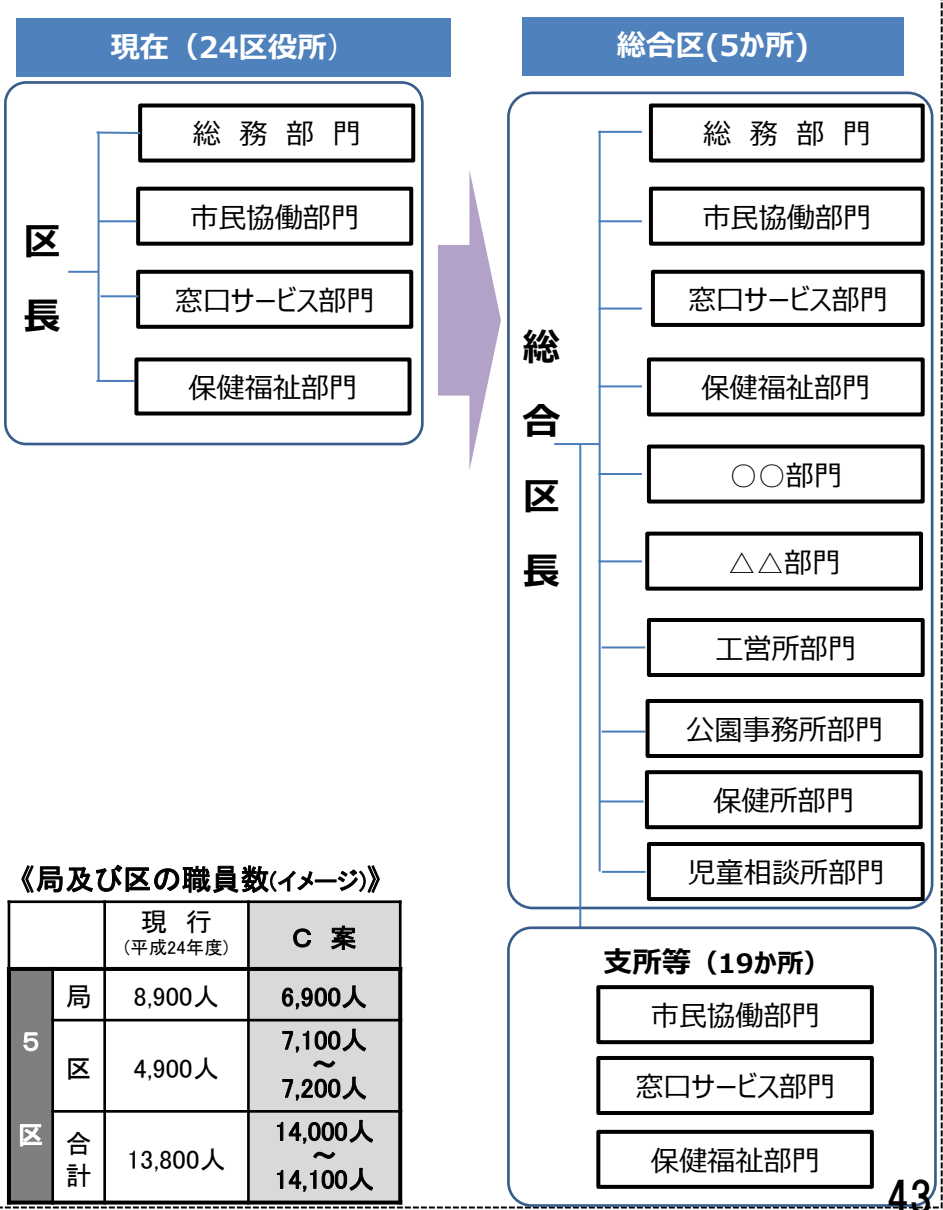 現在（24区役所）
区長
総務部門
市民協働部門
窓口サービス部門
保健福祉部門
総合区(5か所)
総合区長
総務部門
市民協働部門
窓口サービス部門
保健福祉部門
○○部門
△△部門
工営所部門
公園事務所部門
保健所部門
児童相談所部門
支所等（19か所）
市民協働部門
窓口サービス部門
保健福祉部門
《局及び区の職員数(イメージ)》
現行
(平成24年度)
C案
5区
局 8,900人 6,900人
区 4,900人 7,100人
～
7,200人
合計 13,800人 14,000人
～
14,100人
43